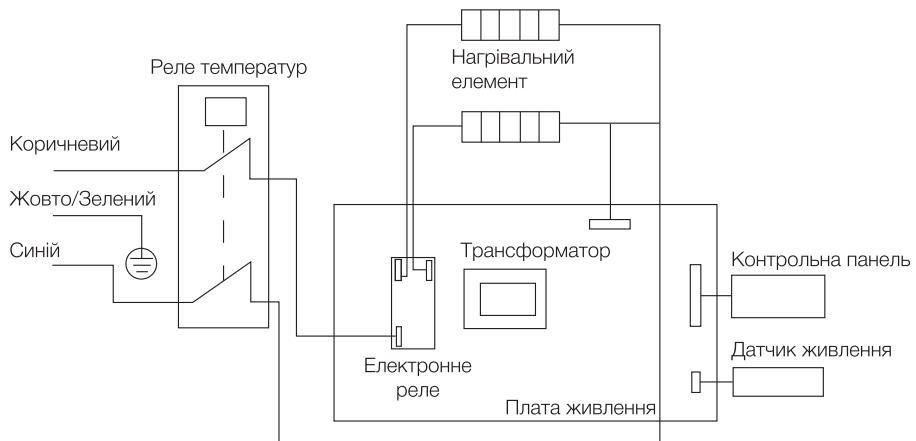 Нагрівальний
елемент
Реле температур
Коричневий
Жовто/Зелений
Синій
Трансформатор
Контрольна панель
Датчик живлення
Електронне
реле
Плата живлення